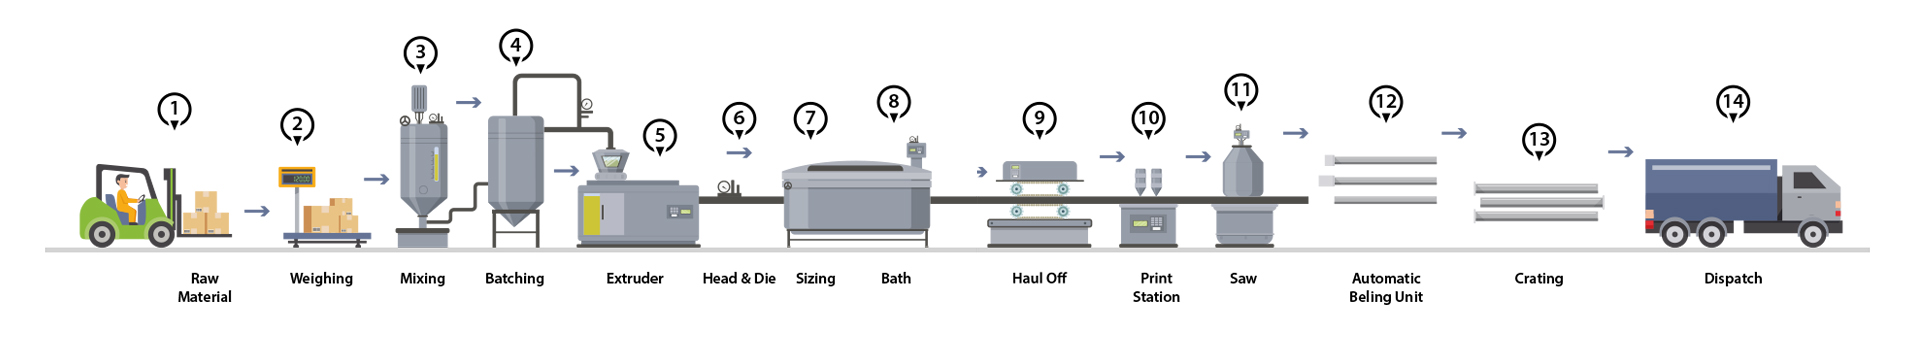 1
2
3
4
5
6
7
8
9
10
11
12
13
14
Raw
Material
Weighing
Mixing
Batching
Extruder
Head & Die
Sizing
Bath
Haul Off
Print
Station
Saw
Automatic
Beling Unit
Crating
Dispatch